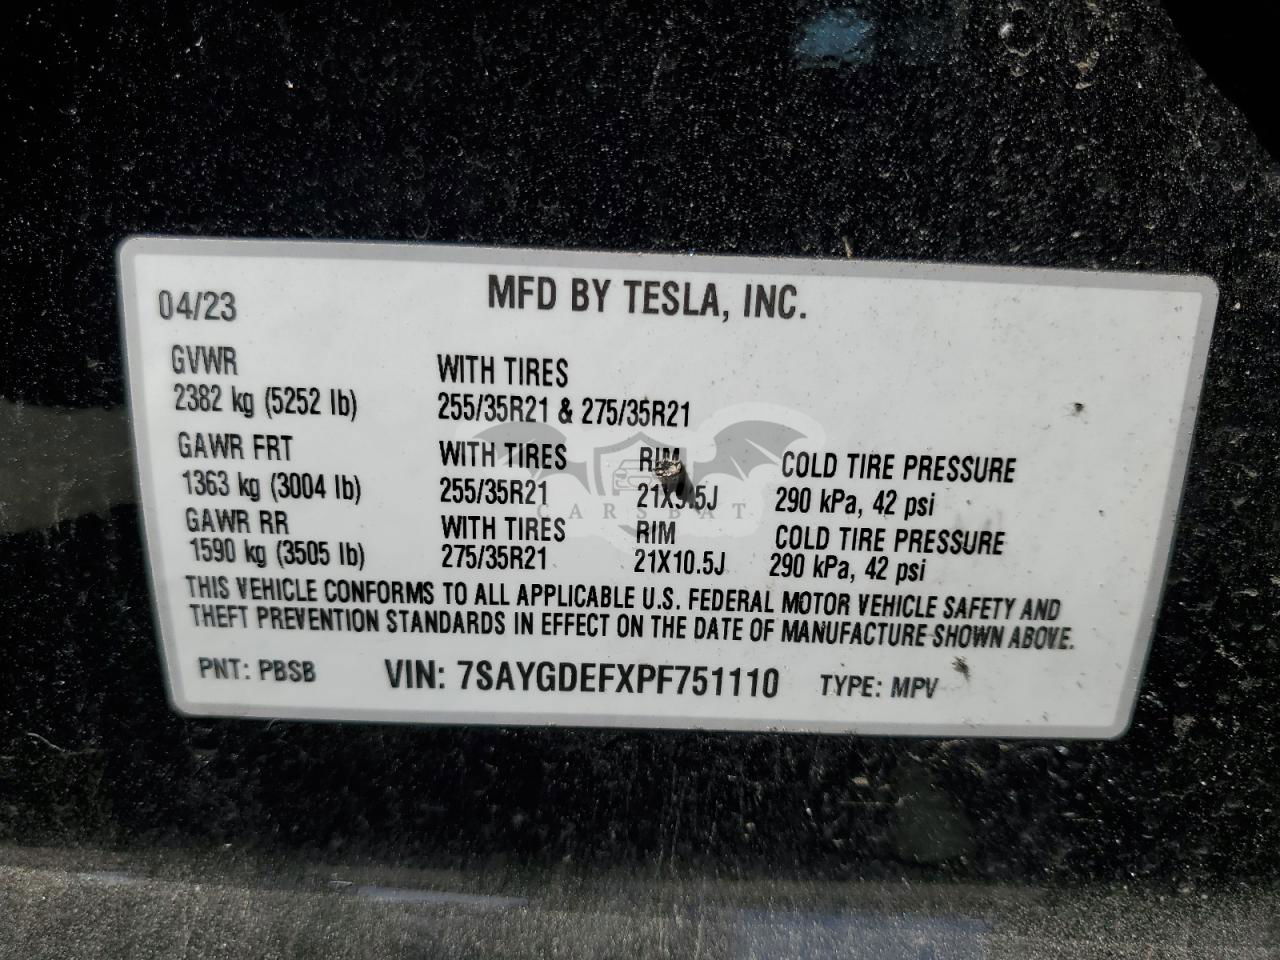 04/23 MFD BY TESLA, INC.
GVWR WITH TIRES
2382 kg (5252 lb) 255/35R21 & 275/35R21
GAWR FRT WITH TIRES RIM COLD TIRE PRESSURE
1363 kg (3004 lb) 255/35R21 21X9.5J 290 kPa, 42 psi
GAWR RR WITH TIRES RIM COLD TIRE PRESSURE
1590 kg (3505 lb) 275/35R21 21X10.5J 290 kPa, 42 psi
THIS VEHICLE CONFORMS TO ALL APPLICABLE U.S. FEDERAL MOTOR VEHICLE SAFETY AND
THEFT PREVENTION STANDARDS IN EFFECT ON THE DATE OF MANUFACTURE SHOWN ABOVE.
PNT: PBSB VIN: 7SAYGDEFXPF751110 TYPE: MPV
CARSBAT